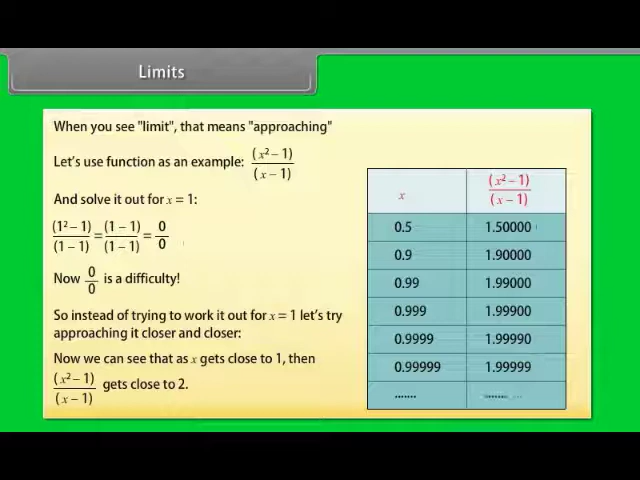 Limits
When you see "limit", that means "approaching"
Let's use function as an example: (x² – 1)/(x – 1)
And solve it out for x = 1:
(1² – 1)/(1 – 1) = (1 – 1)/(1 – 1) = 0/0
Now 0/0 is a difficulty!
So instead of trying to work it out for x = 1 let's try
approaching it closer and closer:
Now we can see that as x gets close to 1, then
(x² – 1)/(x – 1) gets close to 2.
x (x² – 1)/(x – 1)
0.5 1.50000
0.9 1.90000
0.99 1.99000
0.999 1.99900
0.9999 1.99990
0.99999 1.99999
....... ..........